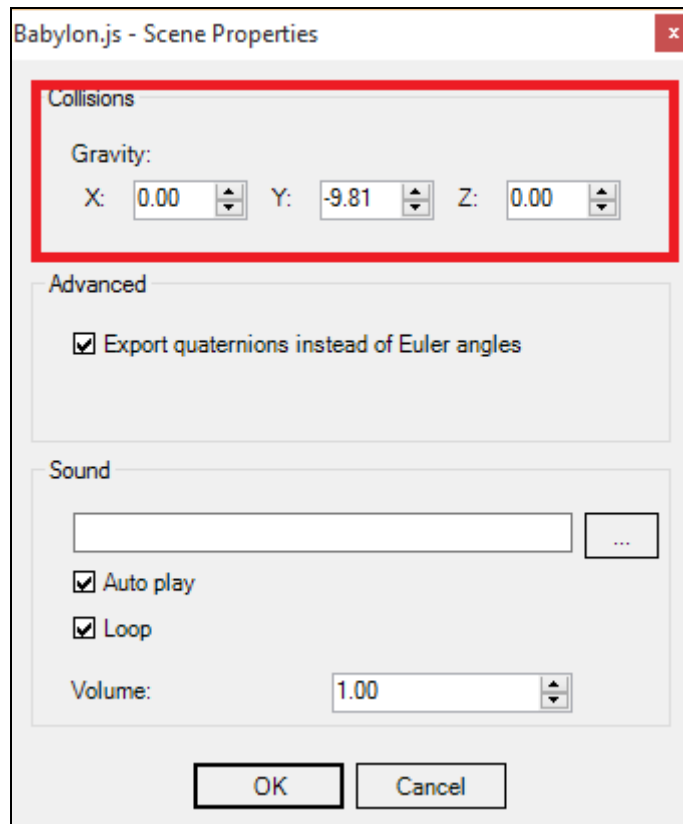 Babylon.js - Scene Properties x
Collisions
Gravity:
X: 0.00 Y: -9.81 Z: 0.00
Advanced
Export quaternions instead of Euler angles
Sound
...
Auto play
Loop
Volume: 1.00
OK Cancel